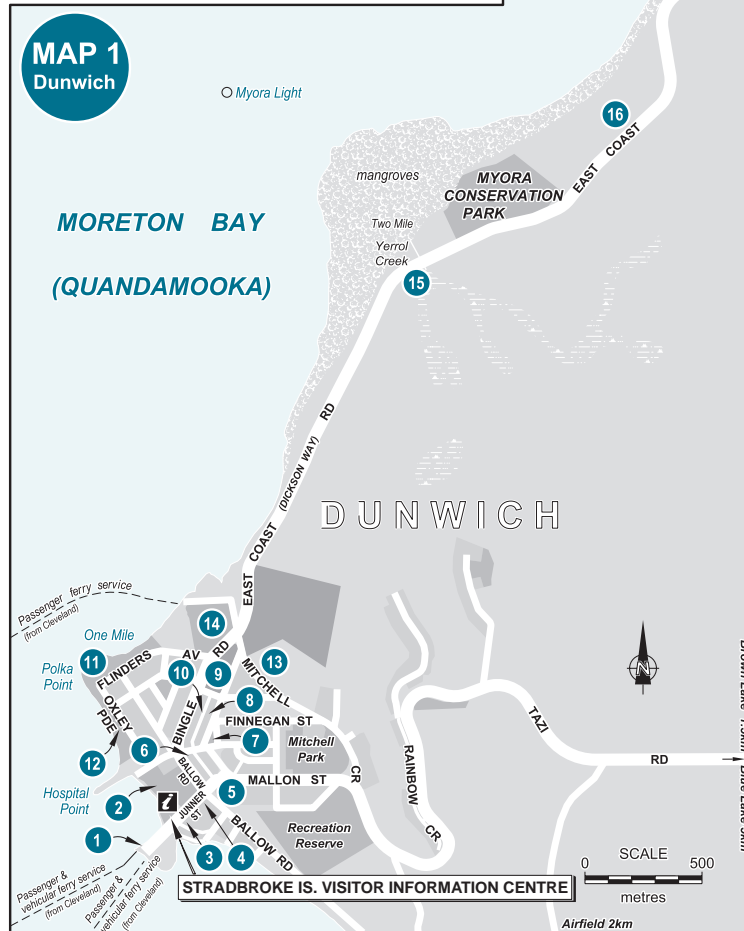 MAP 1
Dunwich
Myora Light
16
EAST COAST
mangroves
MYORA
CONSERVATION
PARK
MORETON BAY
(QUANDAMOOKA)
Two Mile
Yerrol
Creek
15
EAST COAST (DICKSON WAY) RD
DUNWICH
Passenger ferry service
(from Cleveland)
One Mile
14
11
Polka
Point
FLINDERS AV
RD
10
9
13
MITCHELL CR
OXLEY
PDE
BINGLE
8
FINNEGAN ST
7
Mitchell
Park
12
6
BALLOW
RD
MALLON ST
5
Hospital
Point
2
i
JUNNER
ST
BALLOW RD
Recreation
Reserve
1
3
4
RAINBOW CR
TAZI RD
N
Passenger &
vehicular ferry service
(from Cleveland)
Passenger &
vehicular ferry service
(from Cleveland)
STRADBROKE IS. VISITOR INFORMATION CENTRE
SCALE
0 500
metres
Airfield 2km